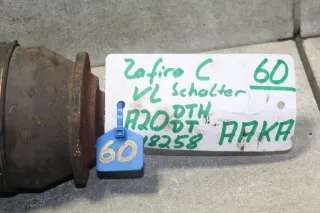 Zafira C
60
VL Schalter
A20 DTH
DT
18258
AAKA
60